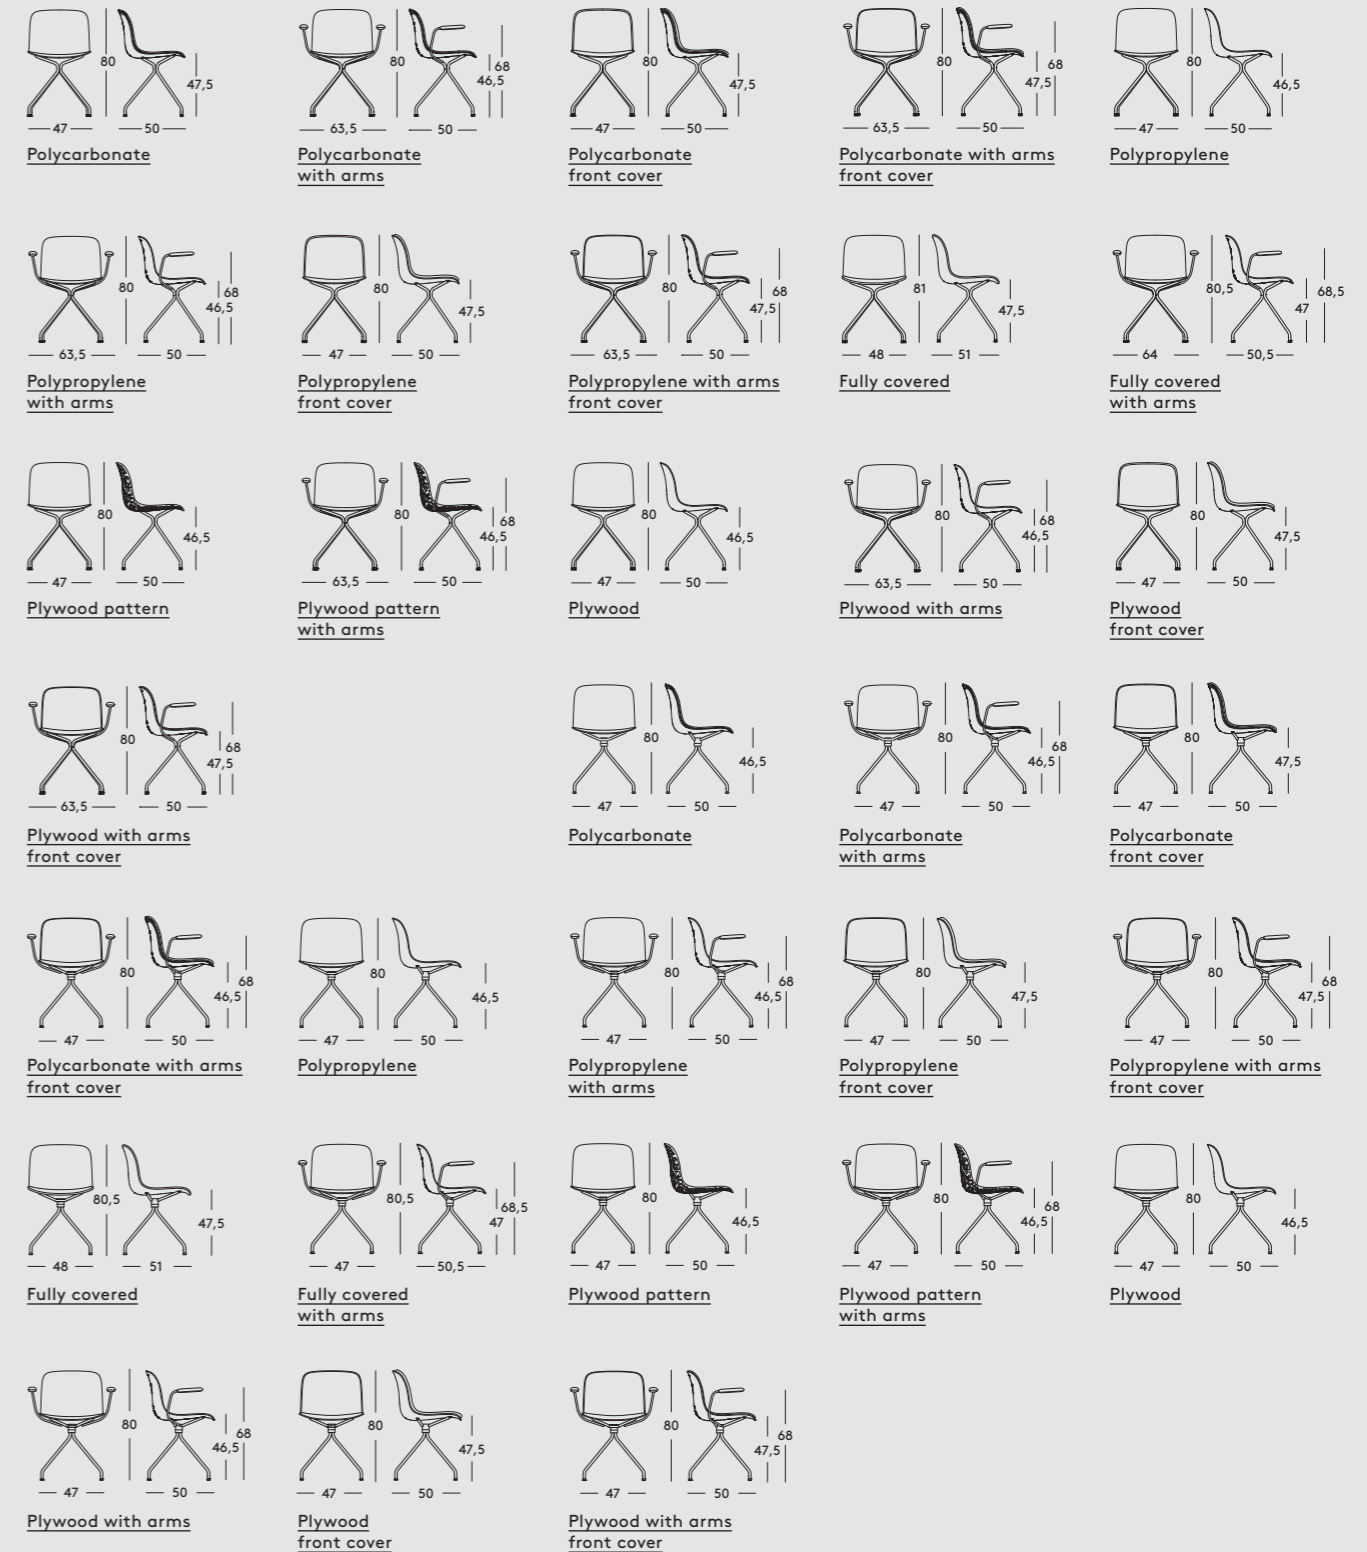 80
47,5
47
50
Polycarbonate
80
68
46,5
63,5
50
Polycarbonate
with arms
80
47,5
47
50
Polycarbonate
front cover
80
68
47,5
63,5
50
Polycarbonate with arms
front cover
80
46,5
47
50
Polypropylene
80
68
46,5
63,5
50
Polypropylene
with arms
80
47,5
47
50
Polypropylene
front cover
80
68
47,5
63,5
50
Polypropylene with arms
front cover
81
47,5
48
51
Fully covered
80,5
68,5
47
64
50,5
Fully covered
with arms
80
46,5
47
50
Plywood pattern
80
68
46,5
63,5
50
Plywood pattern
with arms
80
46,5
47
50
Plywood
80
68
46,5
63,5
50
Plywood with arms
80
47,5
47
50
Plywood
front cover
80
68
47,5
63,5
50
Plywood with arms
front cover
80
46,5
47
50
Polycarbonate
80
68
46,5
47
50
Polycarbonate
with arms
80
47,5
47
50
Polycarbonate
front cover
80
68
46,5
47
50
Polycarbonate with arms
front cover
80
46,5
47
50
Polypropylene
80
68
46,5
47
50
Polypropylene
with arms
80
47,5
47
50
Polypropylene
front cover
80
68
47,5
47
50
Polypropylene with arms
front cover
80,5
47,5
48
51
Fully covered
80,5
68,5
47
47
50,5
Fully covered
with arms
80
46,5
47
50
Plywood pattern
80
68
46,5
47
50
Plywood pattern
with arms
80
46,5
47
50
Plywood
80
68
46,5
47
50
Plywood with arms
80
47,5
47
50
Plywood
front cover
80
68
47,5
47
50
Plywood with arms
front cover